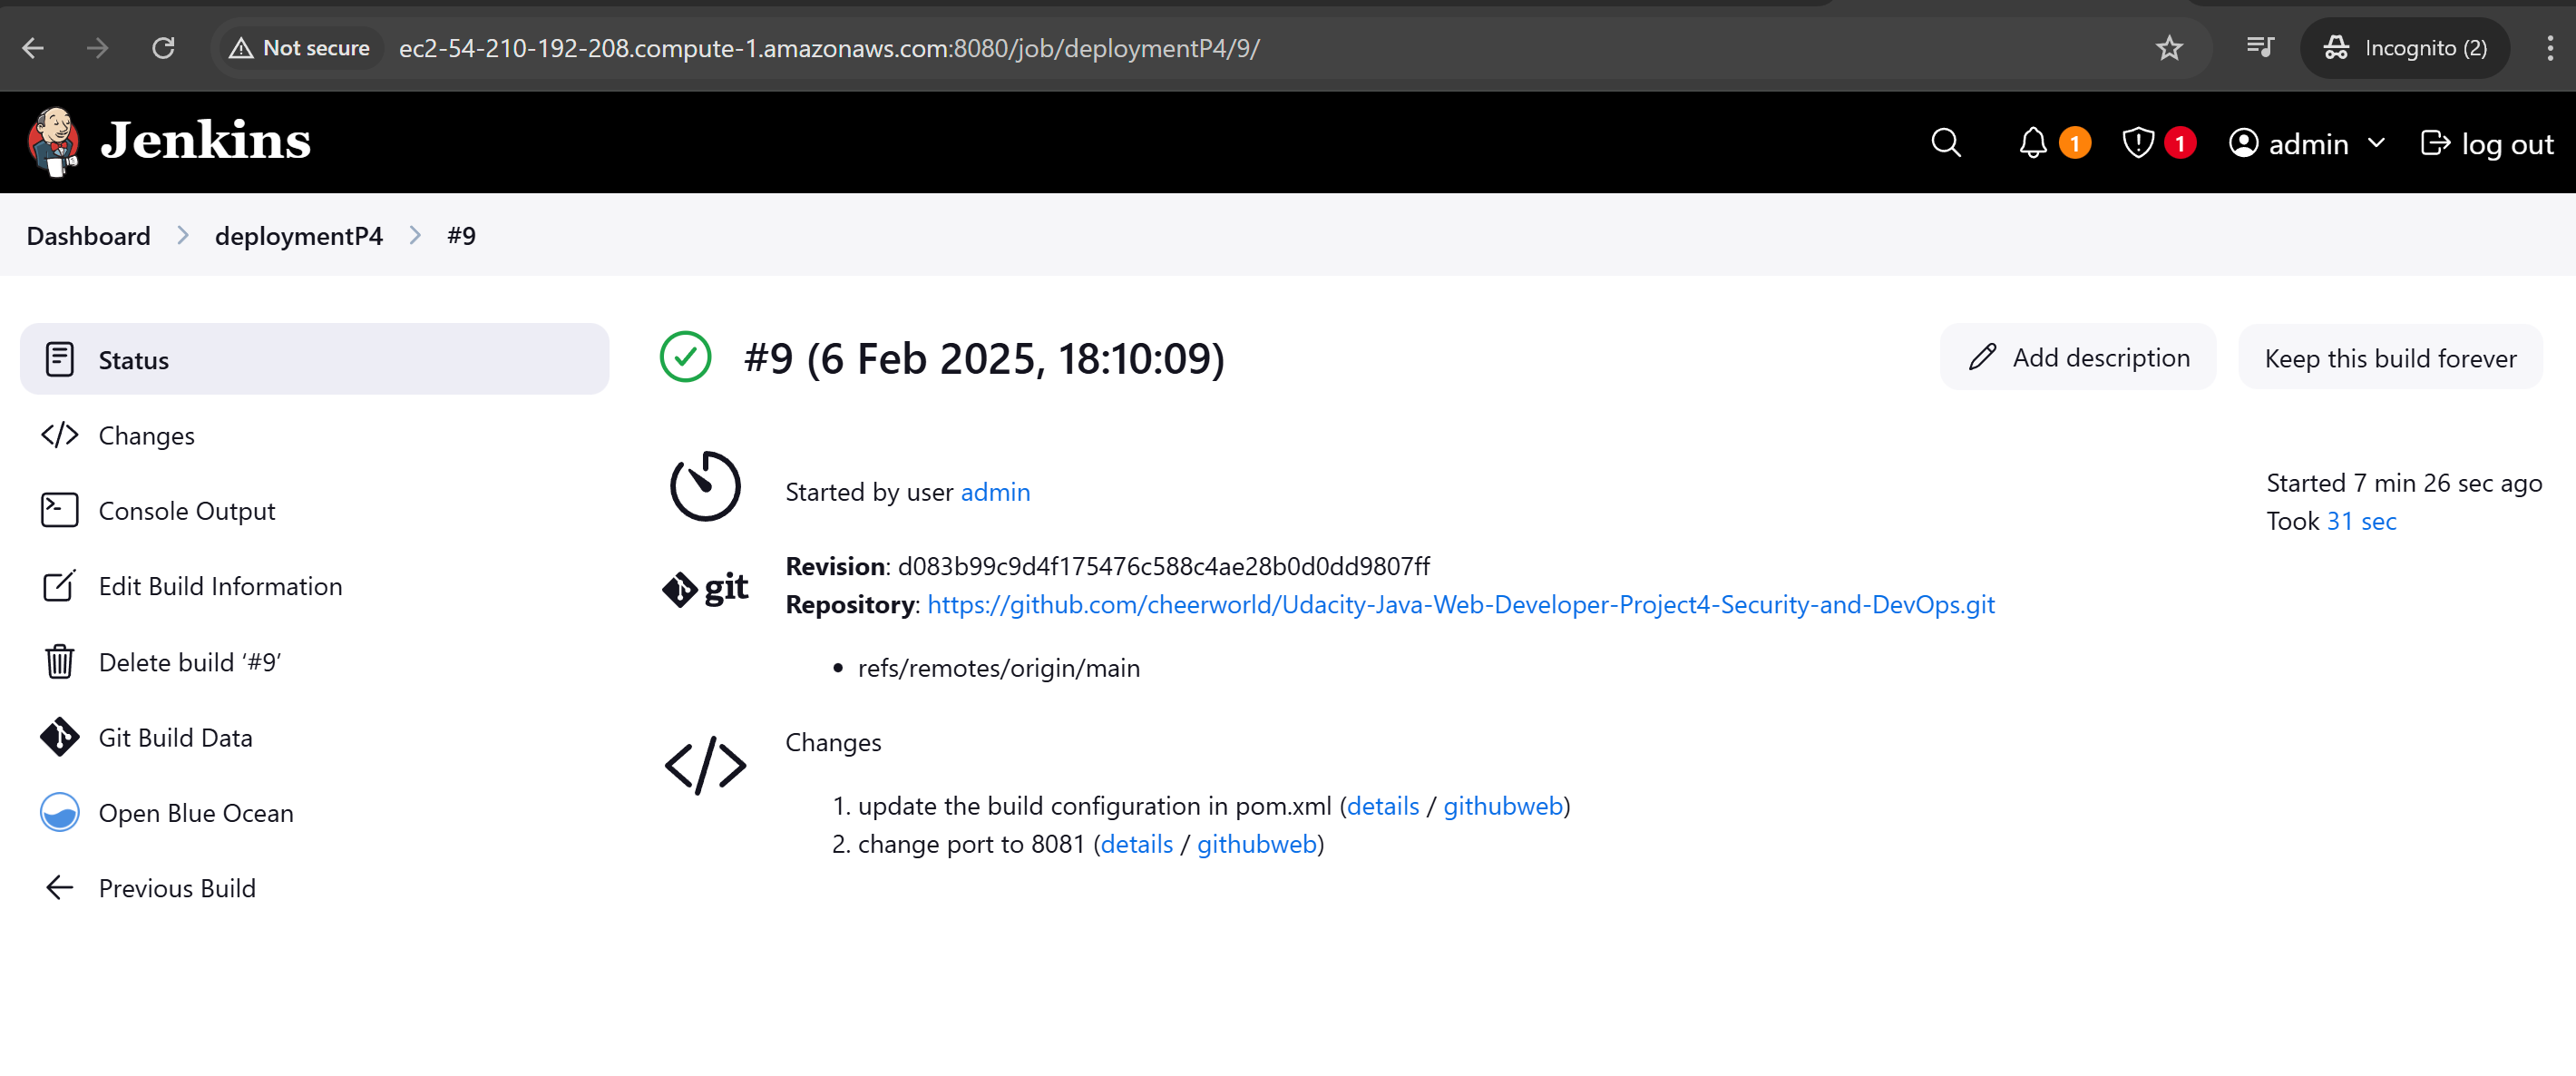 Not secure ec2-54-210-192-208.compute-1.amazonaws.com:8080/job/deploymentP4/9/ Incognito (2)
Jenkins 1 1 admin log out
Dashboard deploymentP4 #9
Status
Changes
Console Output
Edit Build Information
Delete build ‘#9’
Git Build Data
Open Blue Ocean
Previous Build
#9 (6 Feb 2025, 18:10:09)
Add description Keep this build forever
Started by user admin
Started 7 min 26 sec ago
Took 31 sec
git
Revision: d083b99c9d4f175476c588c4ae28b0d0dd9807ff
Repository: https://github.com/cheerworld/Udacity-Java-Web-Developer-Project4-Security-and-DevOps.git
• refs/remotes/origin/main
Changes
1. update the build configuration in pom.xml (details / githubweb)
2. change port to 8081 (details / githubweb)